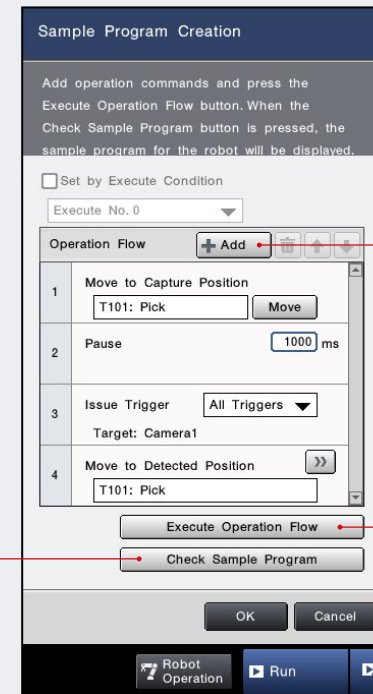 Sample Program Creation
Add operation commands and press the
Execute Operation Flow button. When the
Check Sample Program button is pressed, the
sample program for the robot will be displayed.
Set by Execute Condition
Execute No. 0
Operation Flow
Add
1
Move to Capture Position
T101: Pick
Move
2
Pause
1000 ms
3
Issue Trigger
All Triggers
Target: Camera1
4
Move to Detected Position
T101: Pick
Execute Operation Flow
Check Sample Program
OK
Cancel
Robot
Operation
Run